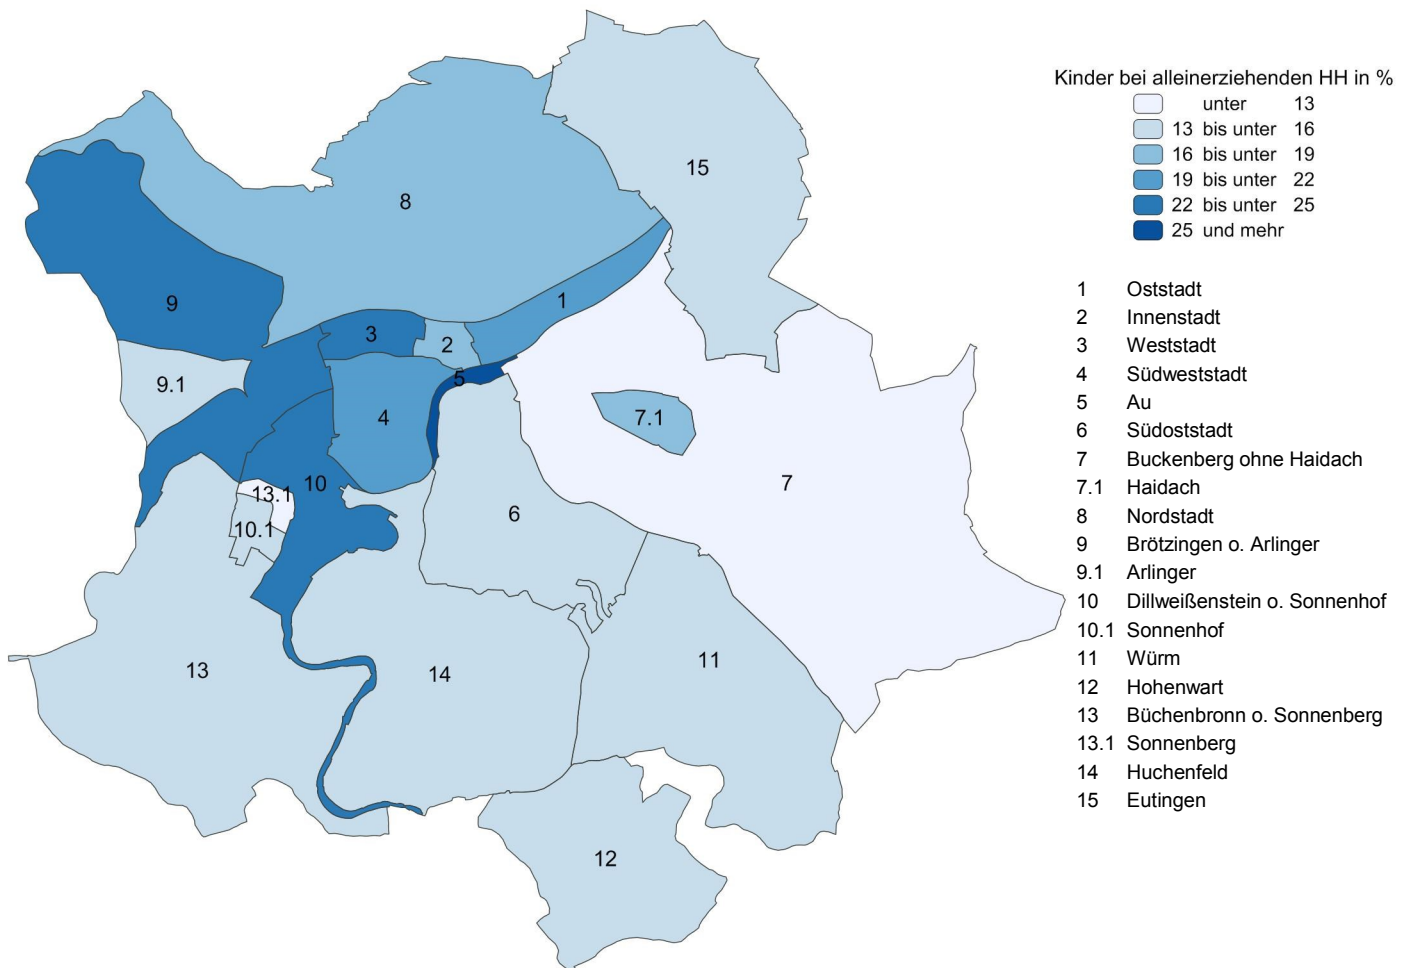 Kinder bei alleinerziehenden HH in %
unter 13
13 bis unter 16
16 bis unter 19
19 bis unter 22
22 bis unter 25
25 und mehr
1 Oststadt
2 Innenstadt
3 Weststadt
4 Südweststadt
5 Au
6 Südoststadt
7 Buckenberg ohne Haidach
7.1 Haidach
8 Nordstadt
9 Brötzingen o. Arlinger
9.1 Arlinger
10 Dillweißenstein o. Sonnenhof
10.1 Sonnenhof
11 Würm
12 Hohenwart
13 Büchenbronn o. Sonnenberg
13.1 Sonnenberg
14 Huchenfeld
15 Eutingen
15
8
9
1
3
2
5
9.1
4
7.1
10
7
13.1
6
10.1
11
13
14
12